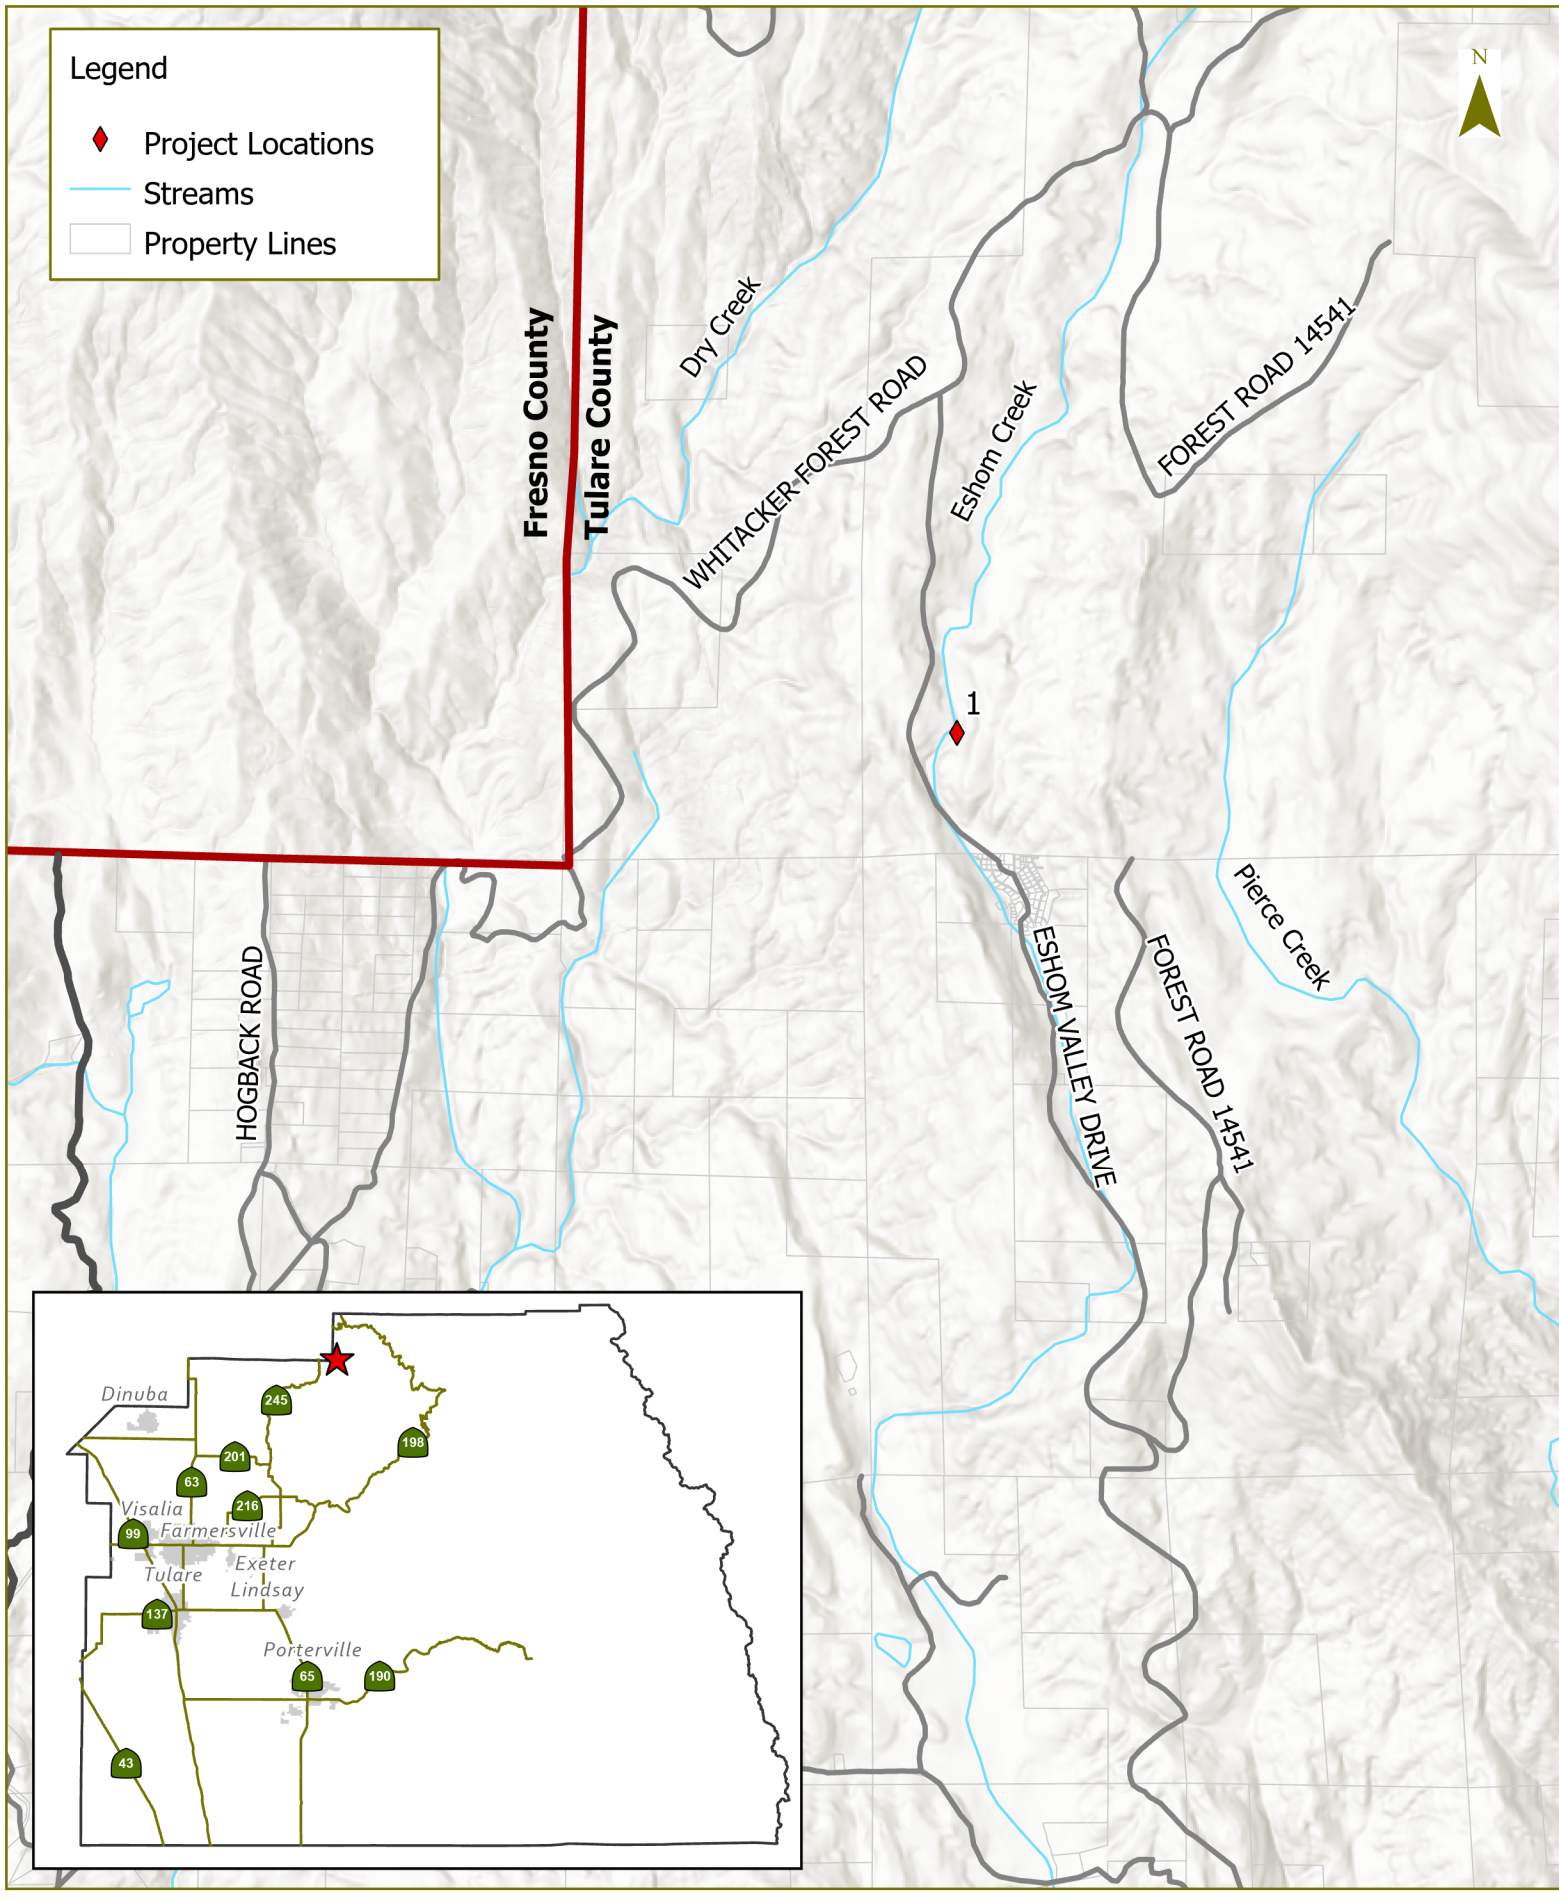 Legend
Project Locations
Streams
Property Lines
N
Fresno County
Tulare County
Dry Creek
WHITACKER FOREST ROAD
Eshom Creek
FOREST ROAD 14541
1
Pierce Creek
HOGBACK ROAD
ESHOM VALLEY DRIVE
FOREST ROAD 14541
Dinuba
245
198
201
63
216
Visalia
99
Farmersville
Exeter
Tulare
Lindsay
137
Porterville
65
190
43